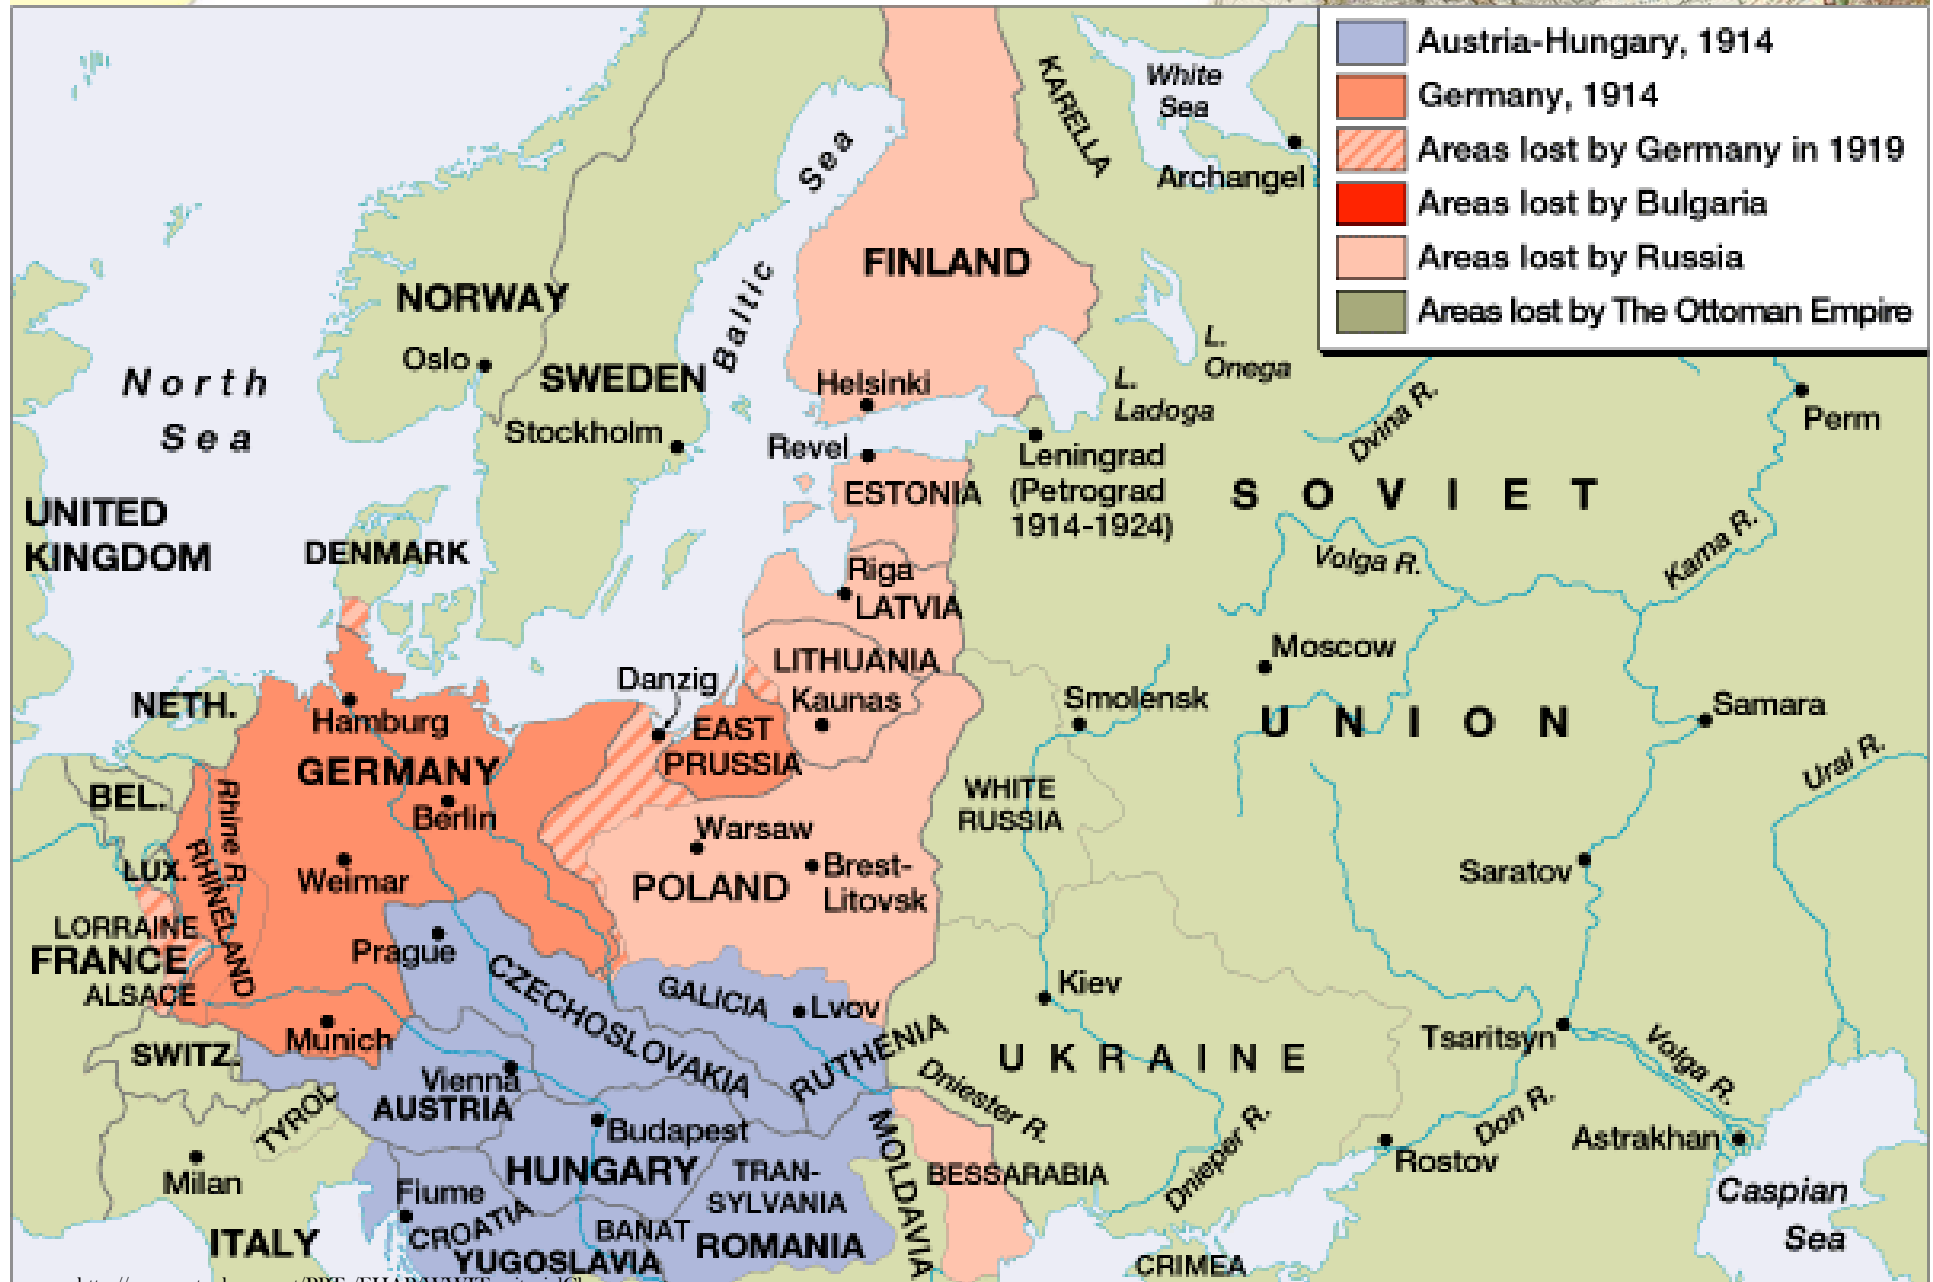 Austria-Hungary, 1914
Germany, 1914
Areas lost by Germany in 1919
Areas lost by Bulgaria
Areas lost by Russia
Areas lost by The Ottoman Empire
KARELLA
White
Sea
Archangel
Baltic Sea
FINLAND
NORWAY
Oslo
SWEDEN
Stockholm
North
Sea
Helsinki
Revel
L.
Onega
L.
Ladoga
Dvina R.
Perm
Leningrad
(Petrograd
1914-1924)
ESTONIA
SOVIET
UNION
UNITED
KINGDOM
DENMARK
Riga
LATVIA
Volga R.
Kama R.
LITHUANIA
Kaunas
Moscow
Smolensk
Samara
Ural R.
Danzig
EAST
PRUSSIA
NETH.
Hamburg
GERMANY
Berlin
BEL.
Rhine R.
RHINELAND
Weimar
LUX.
WHITE
RUSSIA
Warsaw
Brest-
Litovsk
POLAND
Saratov
LORRAINE
FRANCE
ALSACE
Prague
CZECHOSLOVAKIA
GALICIA
Lvov
Kiev
RUTHENIA
UKRAINE
Tsaritsyn
Volga R.
Munich
SWITZ.
Vienna
AUSTRIA
TYROL
Budapest
HUNGARY
Dniester R.
Dnieper R.
Don R.
Astrakhan
Rostov
MOLDAVIA
BESSARABIA
Milan
Fiume
CROATIA
TRAN-
SYLVANIA
BANAT
ROMANIA
ITALY
YUGOSLAVIA
CRIMEA
Caspian
Sea